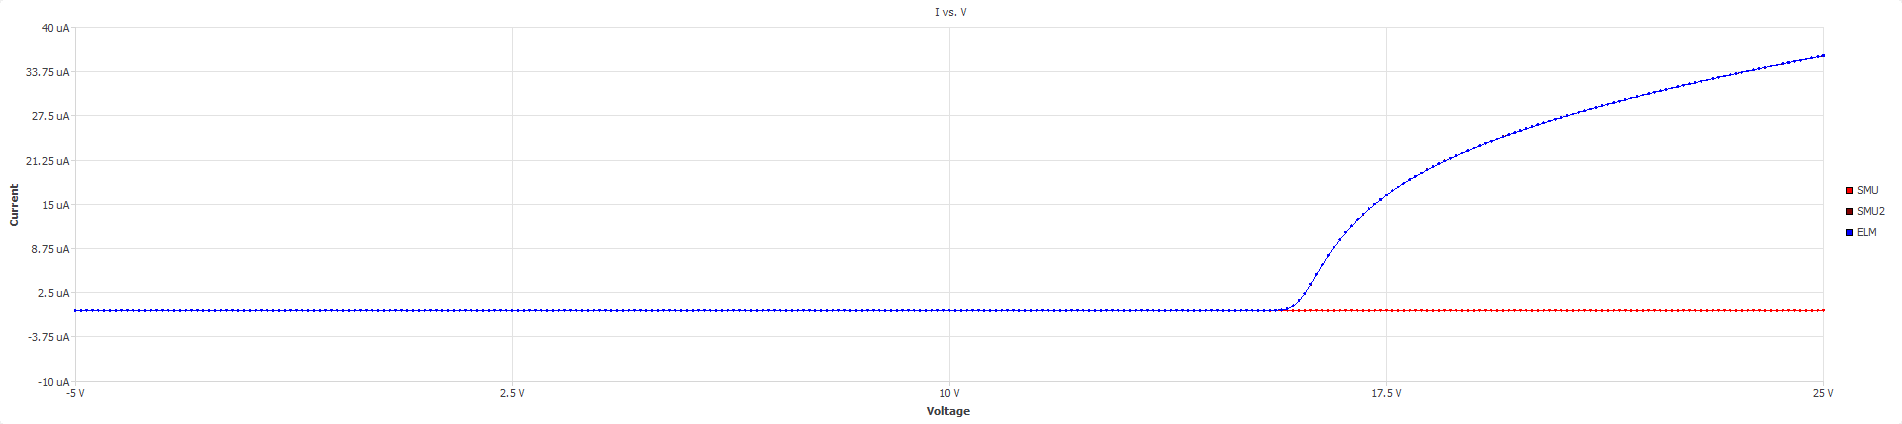 I vs. V
40 uA
33.75 uA
27.5 uA
21.25 uA
15 uA
8.75 uA
2.5 uA
-3.75 uA
-10 uA
Current
-5 V
2.5 V
10 V
17.5 V
25 V
Voltage
SMU
SMU2
ELM